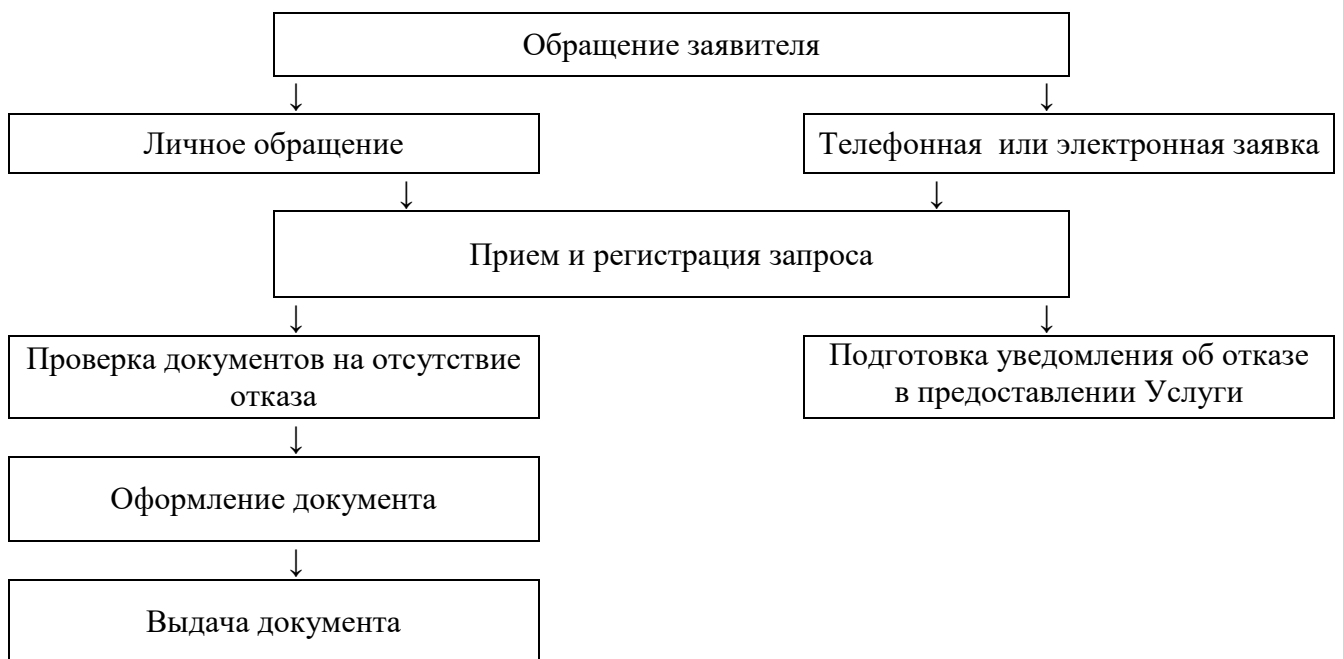 Обращение заявителя
↓ ↓
Личное обращение
Телефонная или электронная заявка
↓ ↓
Прием и регистрация запроса
↓ ↓
Проверка документов на отсутствие
отказа
Подготовка уведомления об отказе
в предоставлении Услуги
↓
Оформление документа
↓
Выдача документа